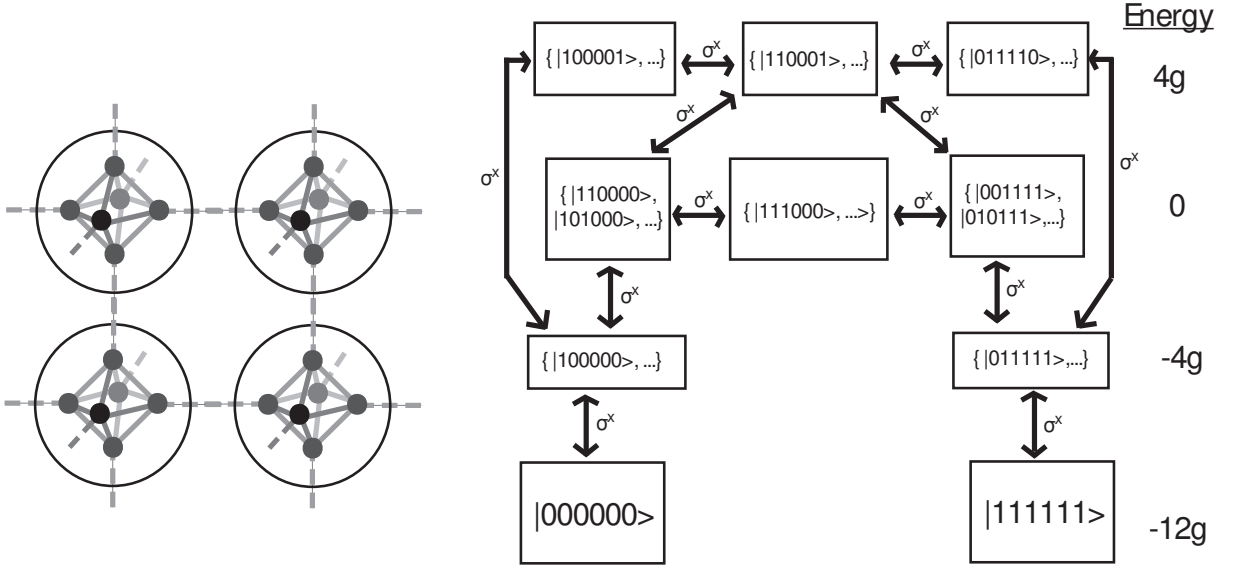 Energy
{ |100001>, ...}
σx
{ |110001>, ...}
σx
{ |011110>, ...}
4g
σx
σx
σx
σx
{ |110000>,
|101000>, ...}
σx
{ |111000>, ...>}
σx
{ |001111>,
|010111>,...}
0
σx
σx
{ |100000>, ...}
{ |011111>,...}
-4g
σx
σx
|000000>
|111111>
-12g